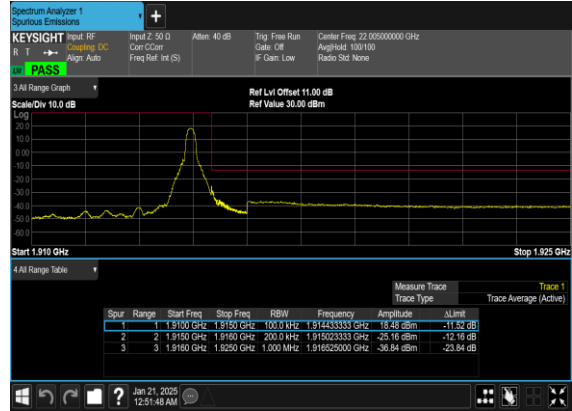 Spectrum Analyzer 1
Spurious Emissions
KEYSIGHT Input: RF Input Z: 50 Ω Atten: 40 dB Trig: Free Run Center Freq: 22.005000000 GHz
R T Coupling: DC Corr CCorr Gate: Off Avg|Hold: 100/100
Align: Auto Freq Ref: Int (S) IF Gain: Low Radio Std: None
LW PASS
3 All Range Graph Ref Lvl Offset 11.00 dB
Scale/Div 10.0 dB Ref Value 30.00 dBm
Log
20.0
10.0
0.00
-10.0
-20.0
-30.0
-40.0
-50.0
-60.0
Start 1.910 GHz Stop 1.925 GHz
4 All Range Table
Measure Trace Trace 1
Trace Type Trace Average (Active)
Spur Range Start Freq Stop Freq RBW Frequency Amplitude ΔLimit
1 1 1.9100 GHz 1.9150 GHz 100.0 kHz 1.914433333 GHz 18.48 dBm -11.52 dB
2 2 1.9150 GHz 1.9160 GHz 200.0 kHz 1.915023333 GHz -25.16 dBm -12.16 dB
3 3 1.9160 GHz 1.9250 GHz 1.000 MHz 1.916525000 GHz -36.84 dBm -23.84 dB
? Jan 21, 2025
12:51:48 AM